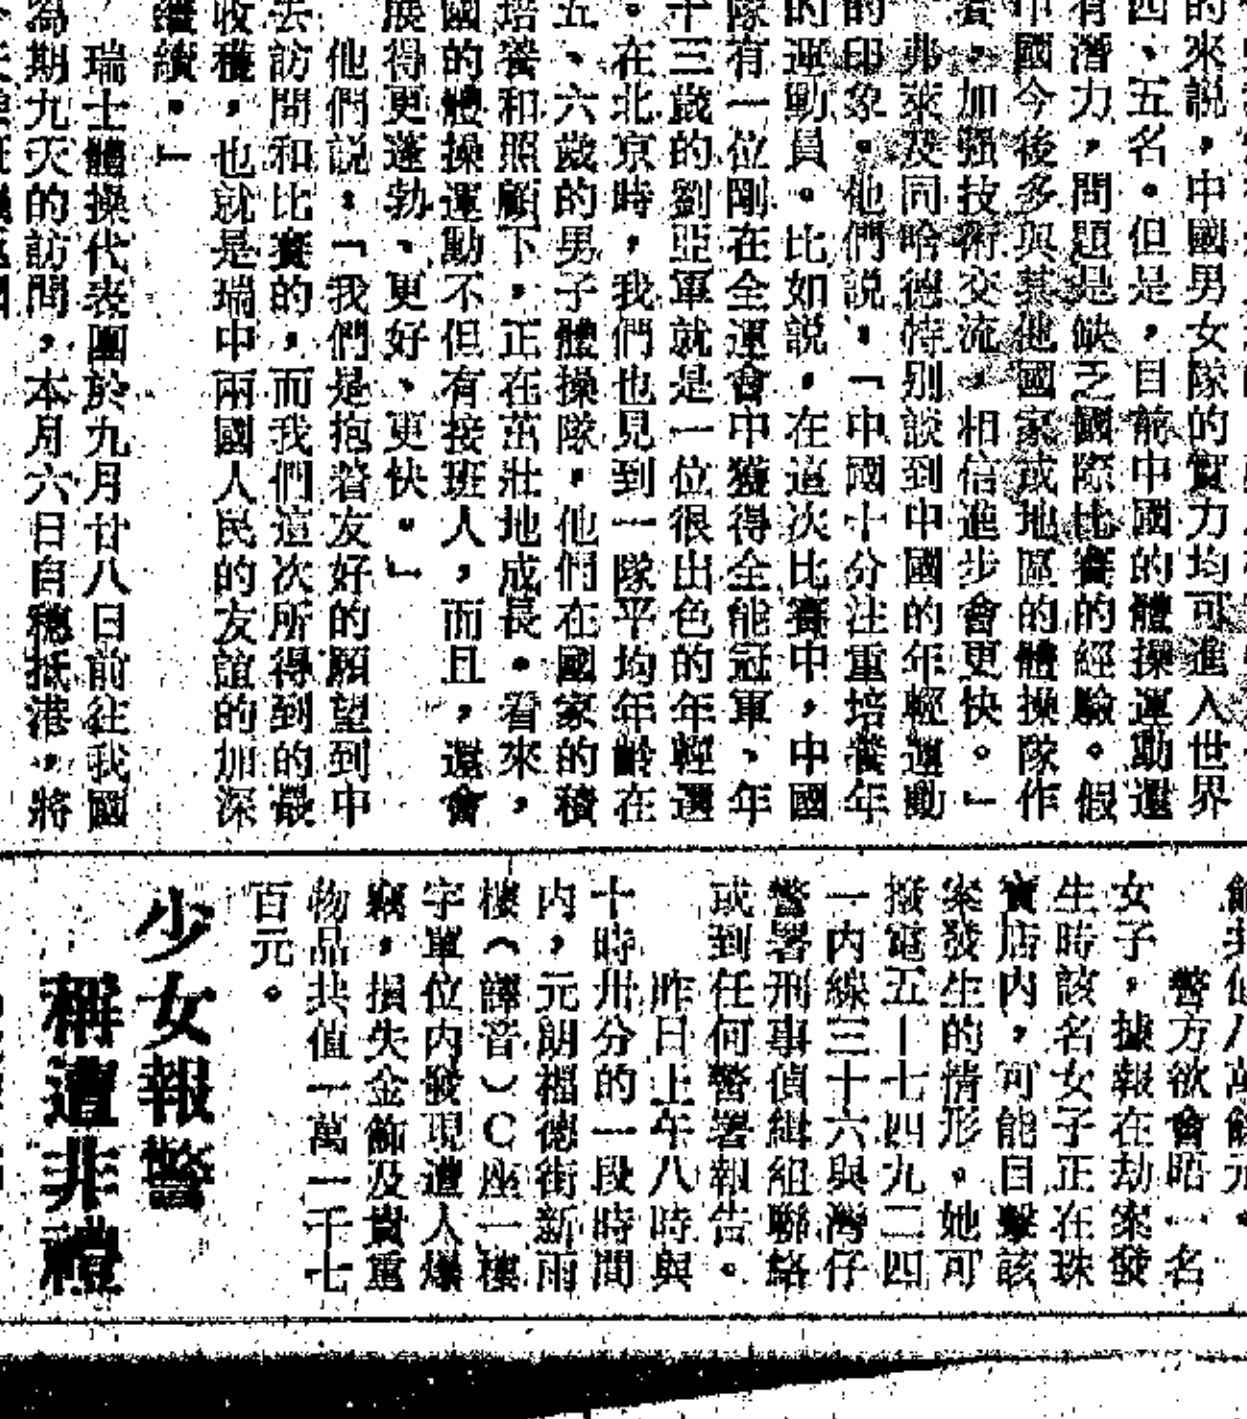 的來説，中國男女隊的實力均可進入世界
四、五名。但是，目前中國的體操運動還
有潛力，問題是缺乏國際比賽的經驗。假
中國今後多與其他國家或地區的體操隊作
着，加强技術交流，相信進步會更快。」
弗來及同哈德特別談到中國的年輕運動
的印象。他們説，「中國十分注重培養年
的運動員。比如説，在這次比賽中，中國
隊有一位剛在全運會中獲得全能冠軍、年
十三歲的劉亞軍就是一位很出色的年輕選
。在北京時，我們也見到一隊平均年齡在
五、六歲的男子體操隊，他們在國家的積
培養和照顧下，正在茁壯地成長。看來，
國的體操運動不但有接班人，而且，還會
展得更蓬勃、更好、更快。」
他們説：「我們是抱着友好的願望到中
去訪問和比賽的，而我們這次所得到的最
收穫，也就是瑞中兩國人民的友誼的加深
繼續。」
瑞士體操代表團於九月廿八日前往我國
為期九天的訪問，本月六日自穗抵港，將
警方欲會晤一名
女子，據報在劫案發
生時該名女子正在珠
寶店內，可能目擊該
案發生的情形。她可
撥電五─七四九二四
一內線三十六與灣仔
警署刑事偵緝組聯絡
或到任何警署報告。
昨日上午八時與
十時卅分的一段時間
內，元朗福德街新雨
樓（譯音）C座一樓
字單位內發現遭人爆
竊，損失金飾及貴重
物品共值一萬一千七
百元。
少女報警
稱遭非禮